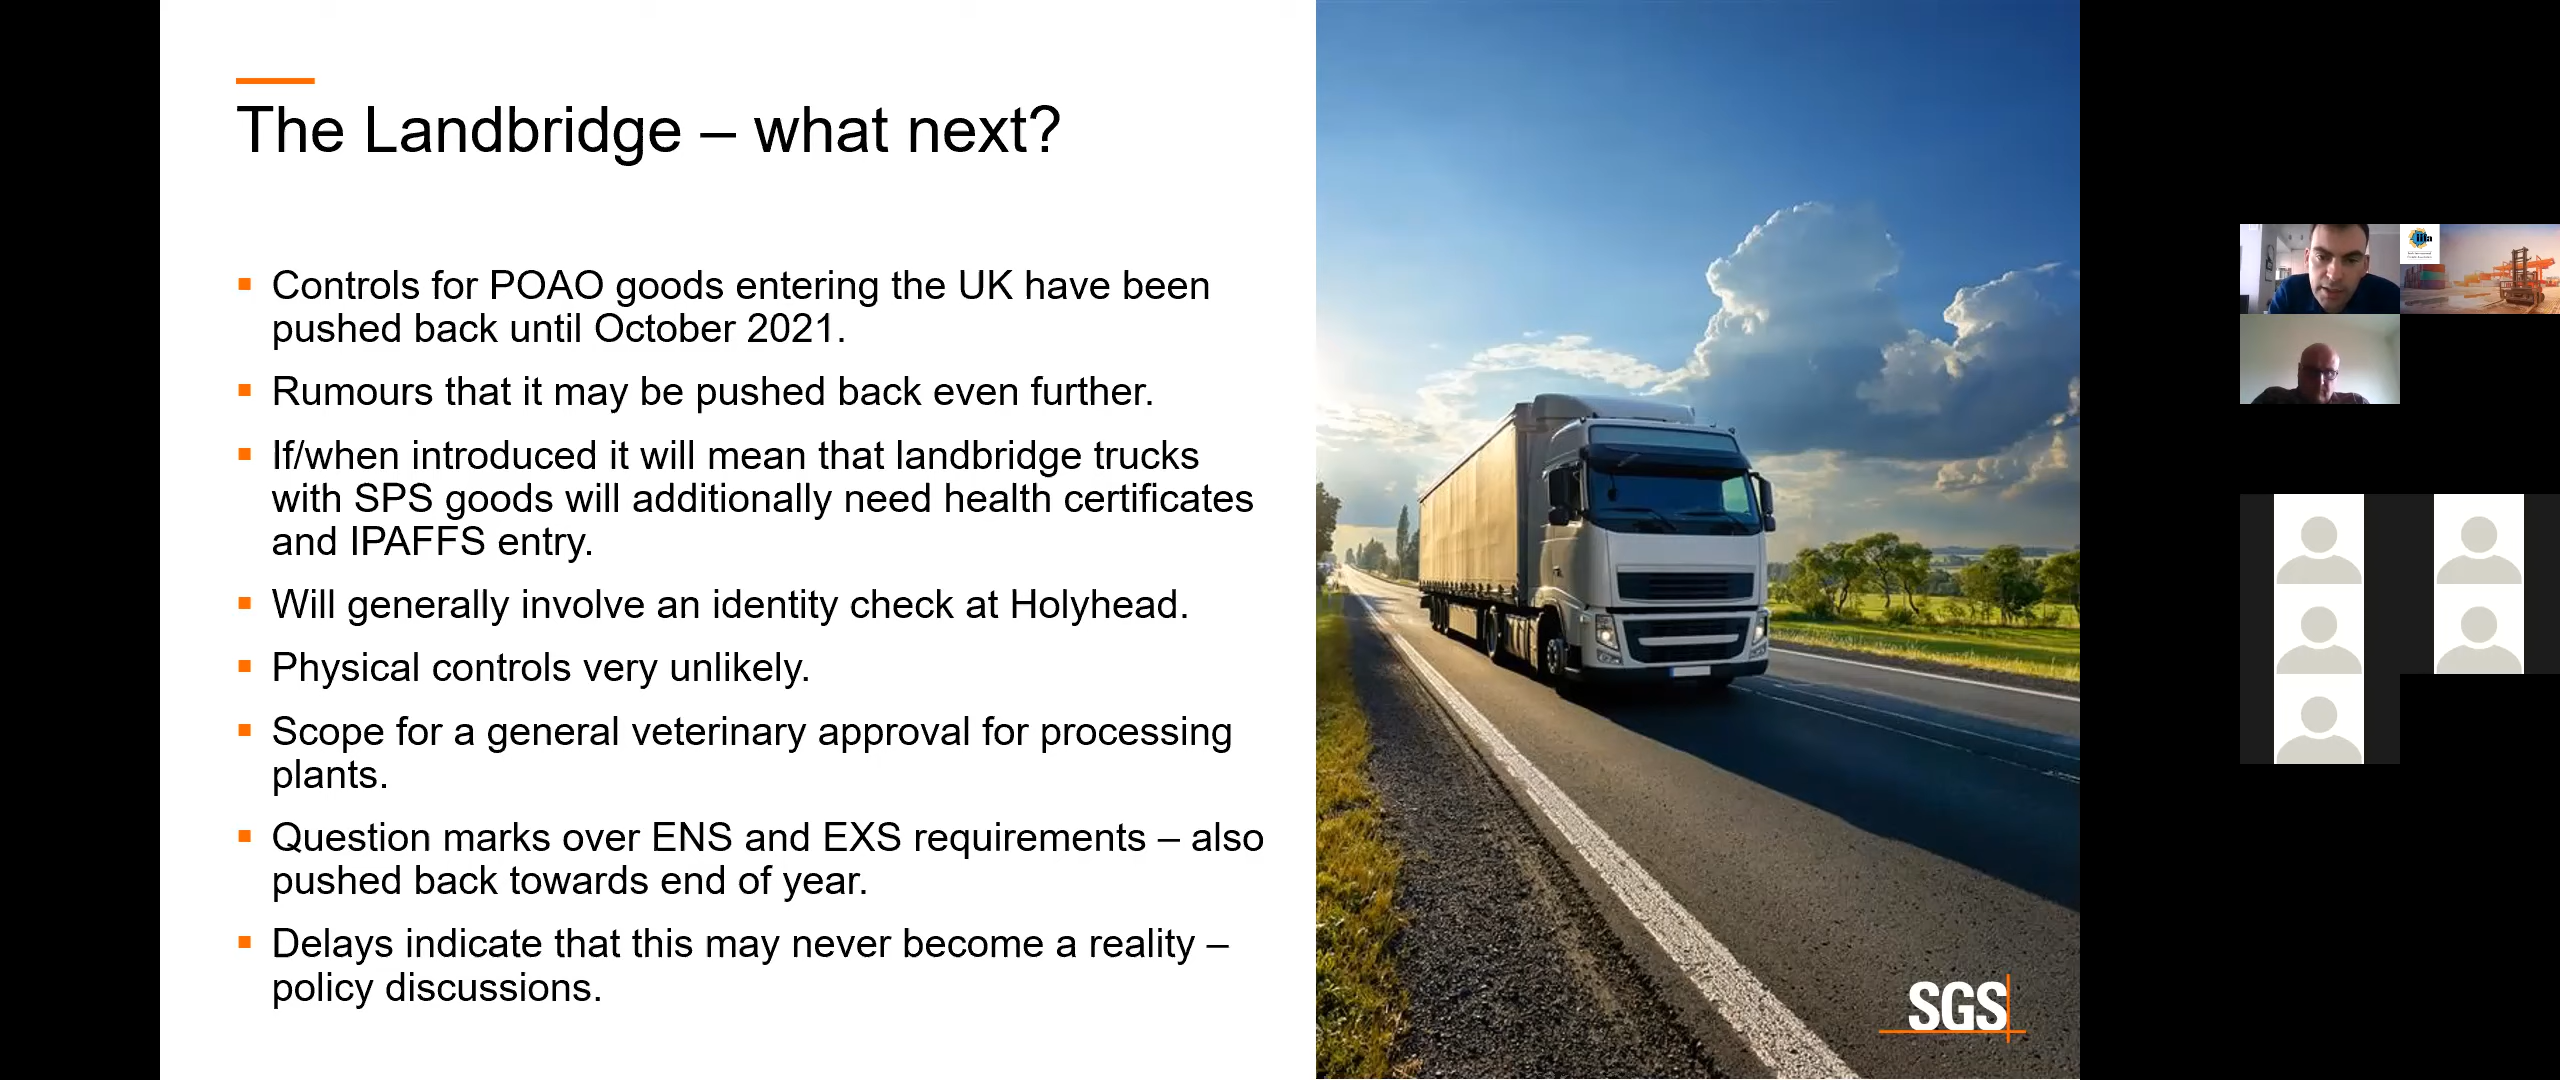 The Landbridge – what next?
Controls for POAO goods entering the UK have been
pushed back until October 2021.
Rumours that it may be pushed back even further.
If/when introduced it will mean that landbridge trucks
with SPS goods will additionally need health certificates
and IPAFFS entry.
Will generally involve an identity check at Holyhead.
Physical controls very unlikely.
Scope for a general veterinary approval for processing
plants.
Question marks over ENS and EXS requirements – also
pushed back towards end of year.
Delays indicate that this may never become a reality –
policy discussions.
SGS